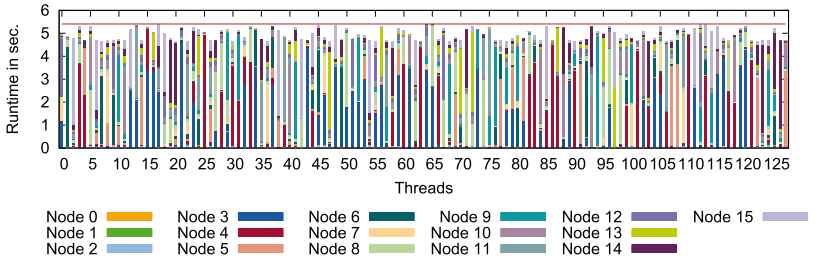 6
5
4
3
2
1
0
Runtime in sec.
0 5 10 15 20 25 30 35 40 45 50 55 60 65 70 75 80 85 90 95 100 105 110 115 120 125
Threads
Node 0 Node 3 Node 6 Node 9 Node 12 Node 15
Node 1 Node 4 Node 7 Node 10 Node 13
Node 2 Node 5 Node 8 Node 11 Node 14